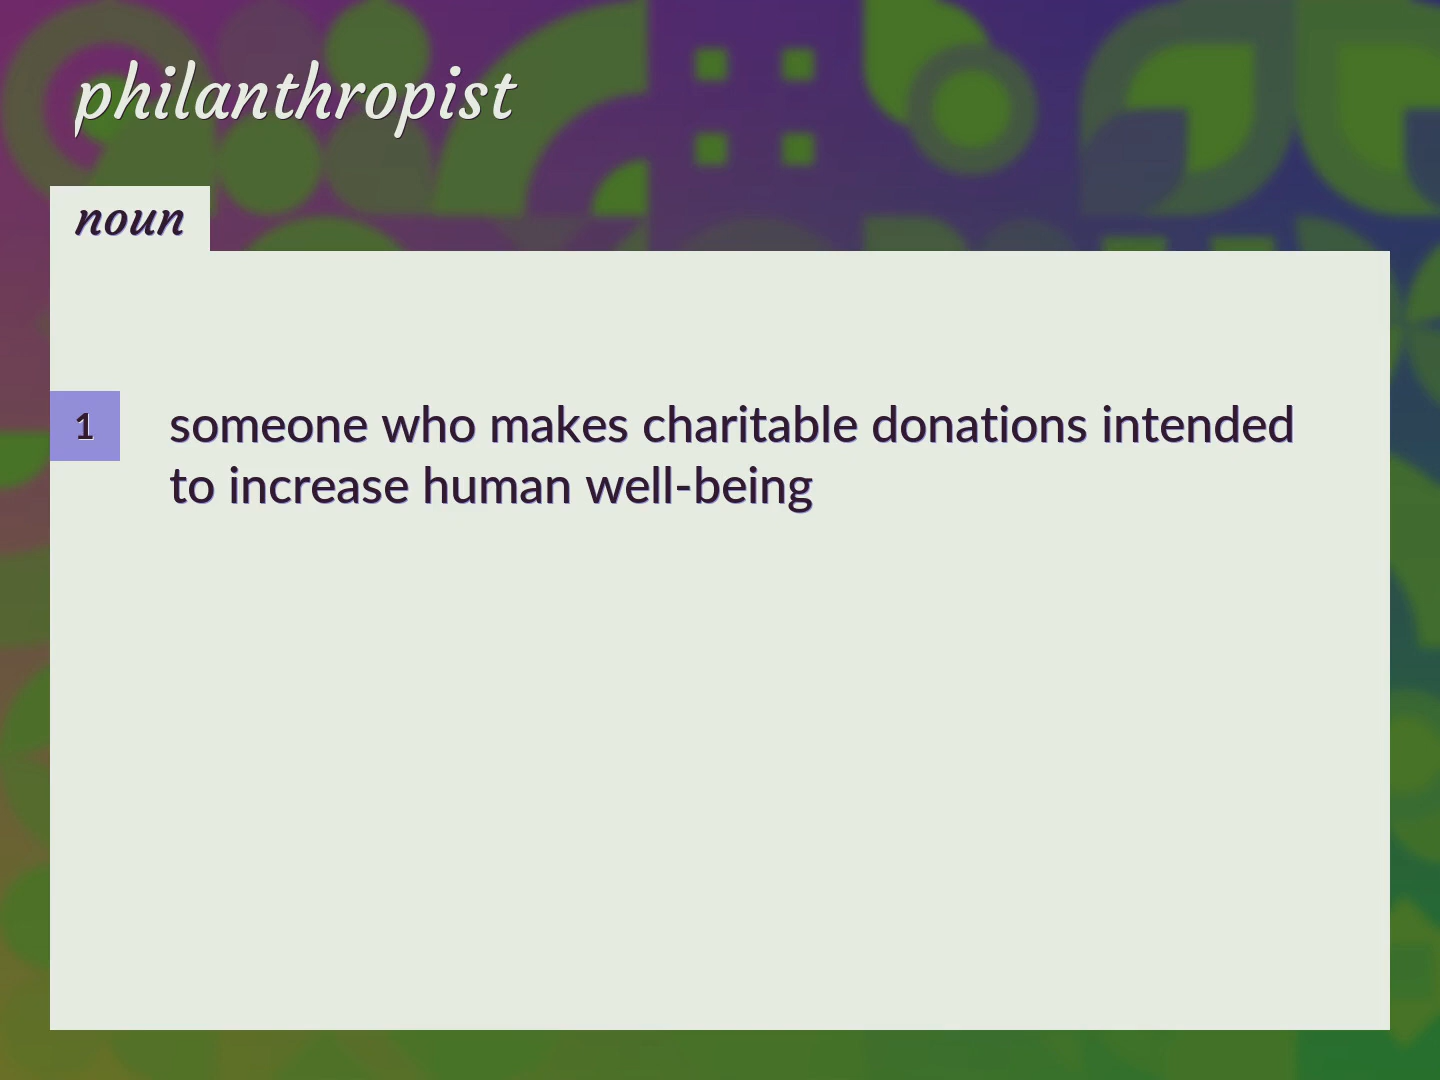 philanthropist
noun
1
someone who makes charitable donations intended
to increase human well-being